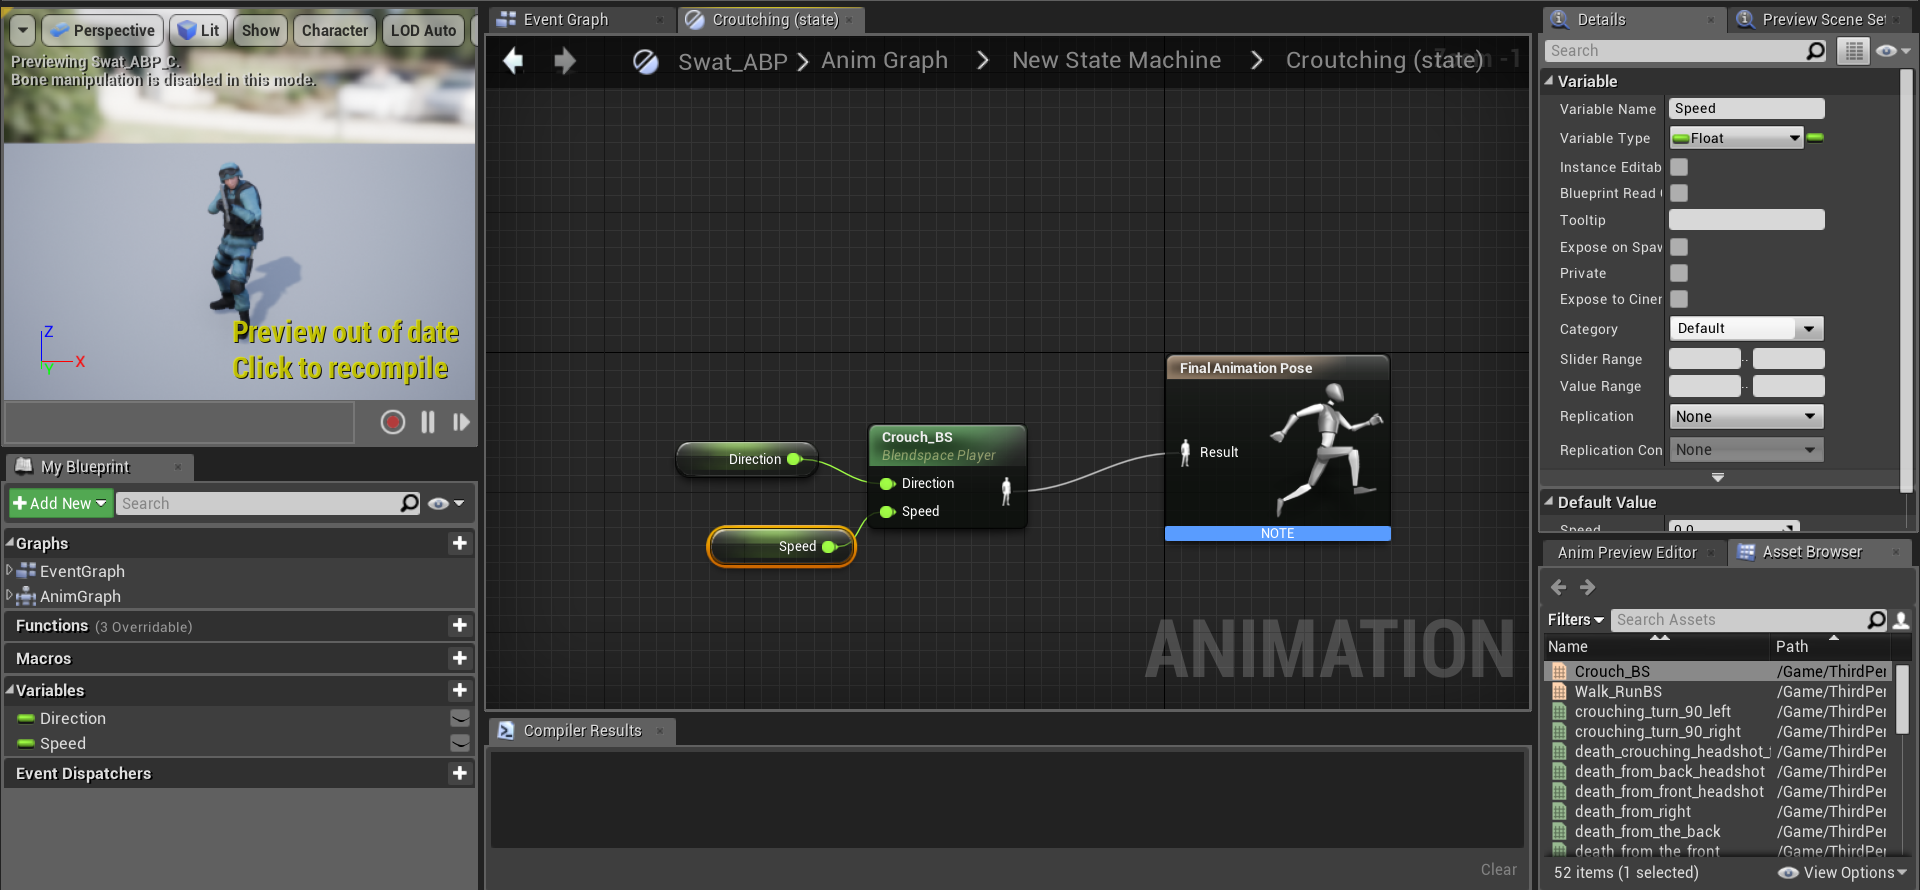 Perspective
Lit
Show
Character
LOD Auto
Previewing Swat_ABP_C.
Bone manipulation is disabled in this mode.
Preview out of date
Click to recompile
Z
X
Y
My Blueprint
Add New
Search
Graphs
EventGraph
AnimGraph
Functions (3 Overridable)
Macros
Variables
Direction
Speed
Event Dispatchers
Event Graph
Croutching (state)
Swat_ABP > Anim Graph > New State Machine > Croutching (state)
Zoom -1
Direction
Speed
Crouch_BS
Blendspace Player
Direction
Speed
Final Animation Pose
Result
NOTE
ANIMATION
Compiler Results
Clear
Details
Preview Scene Set
Search
Variable
Variable Name Speed
Variable Type Float
Instance Editab
Blueprint Read
Tooltip
Expose on Spaw
Private
Expose to Ciner
Category Default
Slider Range ..
Value Range ..
Replication None
Replication Con None
Default Value
Speed 0.0
Anim Preview Editor
Asset Browser
Filters
Search Assets
Name Path
Crouch_BS /Game/ThirdPer
Walk_RunBS /Game/ThirdPer
crouching_turn_90_left /Game/ThirdPer
crouching_turn_90_right /Game/ThirdPer
death_crouching_headshot_f /Game/ThirdPer
death_from_back_headshot /Game/ThirdPer
death_from_front_headshot /Game/ThirdPer
death_from_right /Game/ThirdPer
death_from_the_back /Game/ThirdPer
death_from_the_front /Game/ThirdPer
52 items (1 selected)
View Options